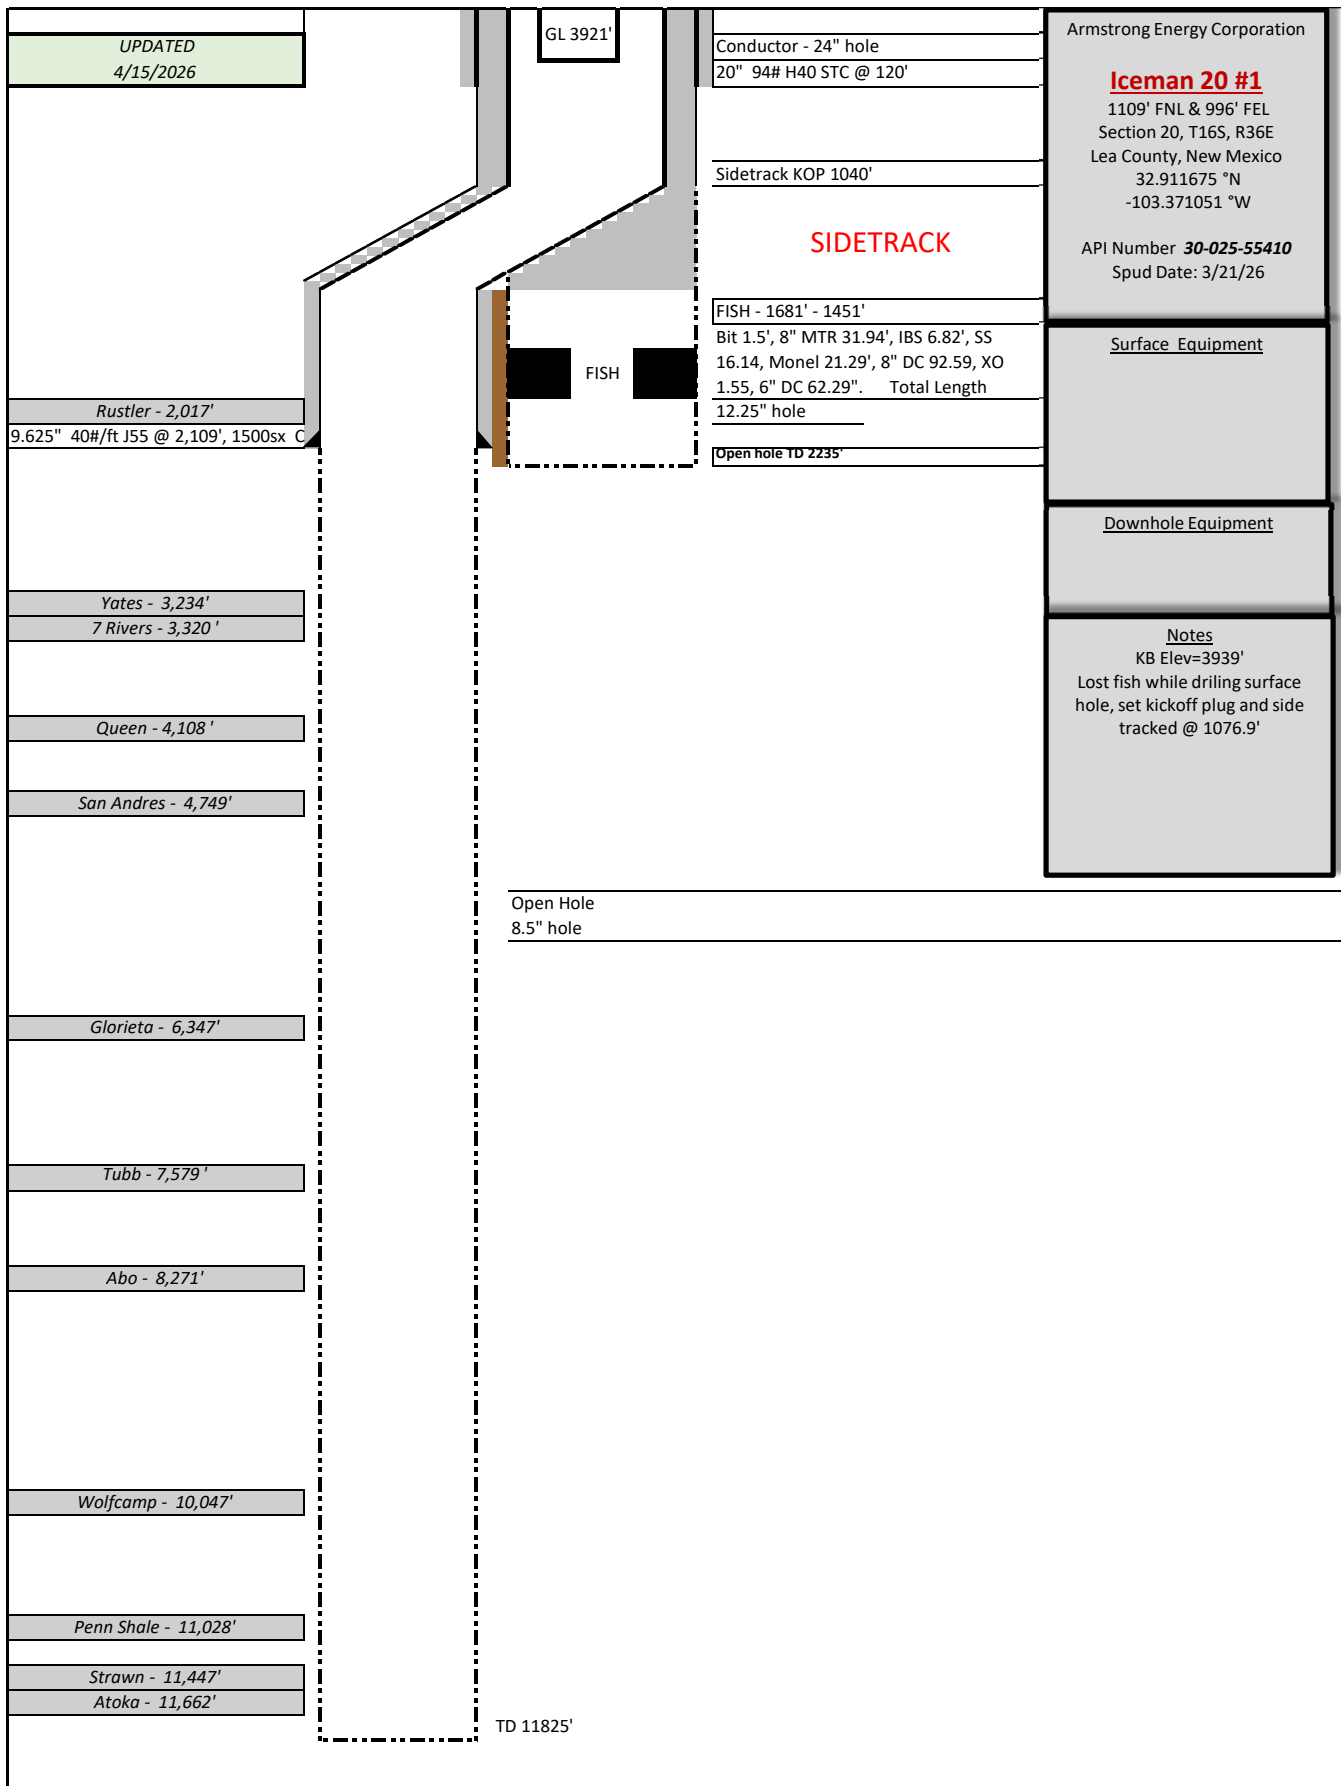 UPDATED
4/15/2026
GL 3921'
Conductor - 24" hole
20"  94# H40 STC @ 120'
Sidetrack KOP 1040'
SIDETRACK
FISH - 1681' - 1451'
Bit 1.5', 8" MTR 31.94', IBS 6.82', SS
16.14, Monel 21.29', 8" DC 92.59, XO
1.55, 6" DC 62.29".     Total Length
12.25" hole
Open hole TD 2235'
FISH
Rustler - 2,017'
9.625"  40#/ft J55 @ 2,109', 1500sx  C
Yates -  3,234'
7 Rivers - 3,320 '
Queen - 4,108 '
San Andres -  4,749'
Open Hole
8.5" hole
Glorieta -  6,347'
Tubb - 7,579 '
Abo -  8,271'
Wolfcamp -  10,047'
Penn Shale -  11,028'
Strawn - 11,447'
Atoka -  11,662'
TD 11825'
Armstrong Energy Corporation
Iceman 20 #1
1109' FNL & 996' FEL
Section 20, T16S, R36E
Lea County, New Mexico
32.911675 °N
-103.371051 °W
API Number  30-025-55410
Spud Date: 3/21/26
Surface  Equipment
Downhole Equipment
Notes
KB Elev=3939'
Lost fish while driling surface
hole, set kickoff plug and side
tracked @ 1076.9'